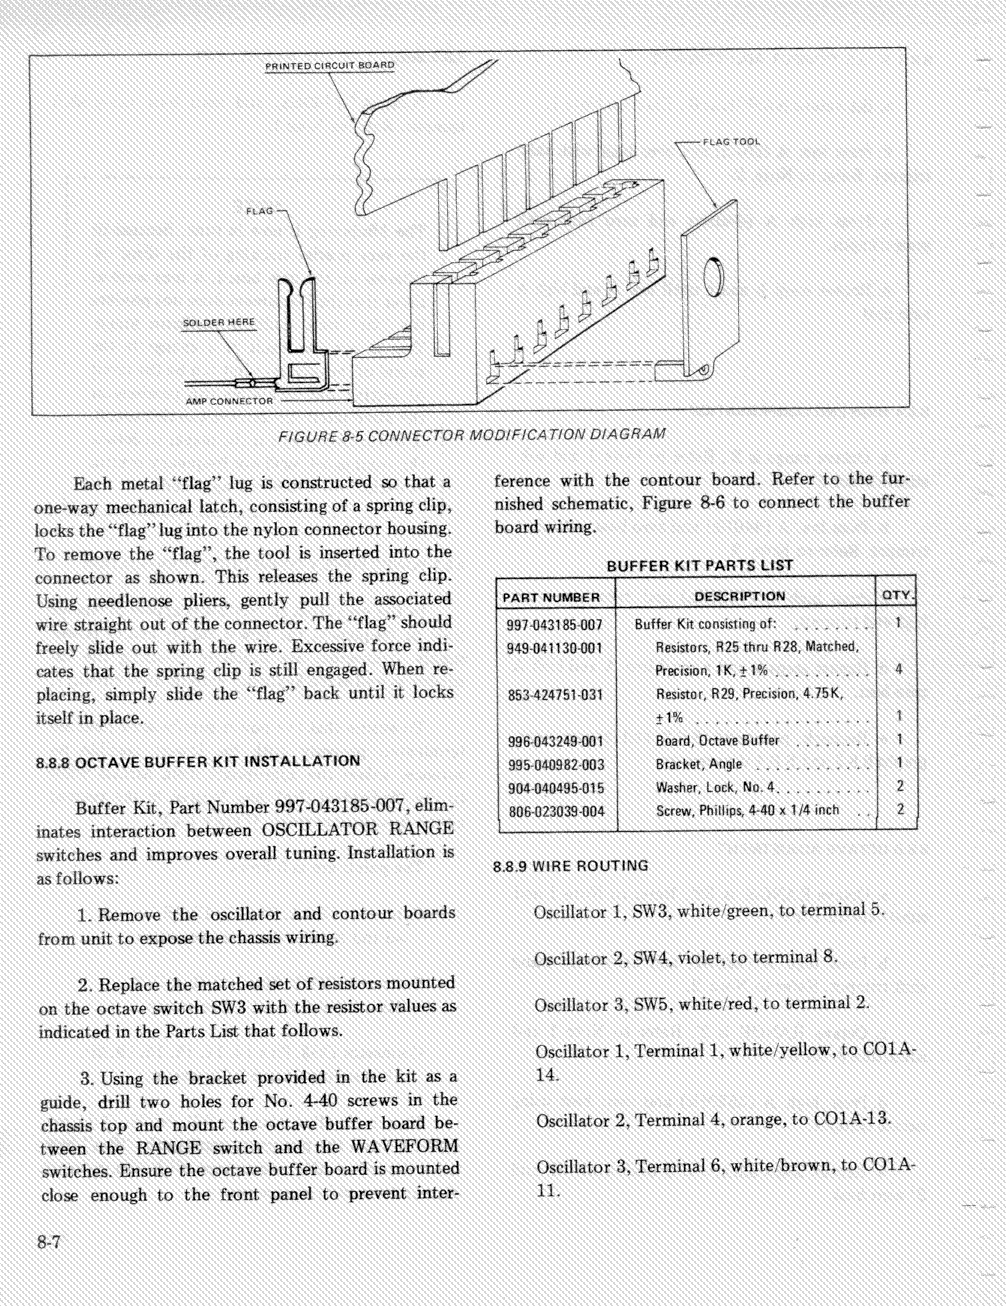 PRINTED CIRCUIT BOARD
FLAG TOOL
FLAG
SOLDER HERE
AMP CONNECTOR
FIGURE 8-5 CONNECTOR MODIFICATION DIAGRAM
Each metal "flag" lug is constructed so that a
one-way mechanical latch, consisting of a spring clip,
locks the "flag" lug into the nylon connector housing.
To remove the "flag", the tool is inserted into the
connector as shown. This releases the spring clip.
Using needlenose pliers, gently pull the associated
wire straight out of the connector. The "flag" should
freely slide out with the wire. Excessive force indi-
cates that the spring clip is still engaged. When re-
placing, simply slide the "flag" back until it locks
itself in place.
8.8.8 OCTAVE BUFFER KIT INSTALLATION
Buffer Kit, Part Number 997-043185-007, elim-
inates interaction between OSCILLATOR RANGE
switches and improves overall tuning. Installation is
as follows:
1. Remove the oscillator and contour boards
from unit to expose the chassis wiring.
2. Replace the matched set of resistors mounted
on the octave switch SW3 with the resistor values as
indicated in the Parts List that follows.
3. Using the bracket provided in the kit as a
guide, drill two holes for No. 4-40 screws in the
chassis top and mount the octave buffer board be-
tween the RANGE switch and the WAVEFORM
switches. Ensure the octave buffer board is mounted
close enough to the front panel to prevent inter-
ference with the contour board. Refer to the fur-
nished schematic, Figure 8-6 to connect the buffer
board wiring.
BUFFER KIT PARTS LIST
PART NUMBER DESCRIPTION QTY.
997-043185-007 Buffer Kit consisting of: . . . . . . . . 1
949-041130-001 Resistors, R25 thru R28, Matched,
Precision, 1K, ±1% . . . . . . . . . . 4
853-424751-031 Resistor, R29, Precision, 4.75K,
±1% . . . . . . . . . . . . . . . . . . 1
996-043249-001 Board, Octave Buffer . . . . . . . . 1
995-040982-003 Bracket, Angle . . . . . . . . . . . . 1
904-040495-015 Washer, Lock, No. 4. . . . . . . . . . 2
806-023039-004 Screw, Phillips, 4-40 x 1/4 inch . . 2
8.8.9 WIRE ROUTING
Oscillator 1, SW3, white/green, to terminal 5.
Oscillator 2, SW4, violet, to terminal 8.
Oscillator 3, SW5, white/red, to terminal 2.
Oscillator 1, Terminal 1, white/yellow, to CO1A-
14.
Oscillator 2, Terminal 4, orange, to CO1A-13.
Oscillator 3, Terminal 6, white/brown, to CO1A-
11.
8-7